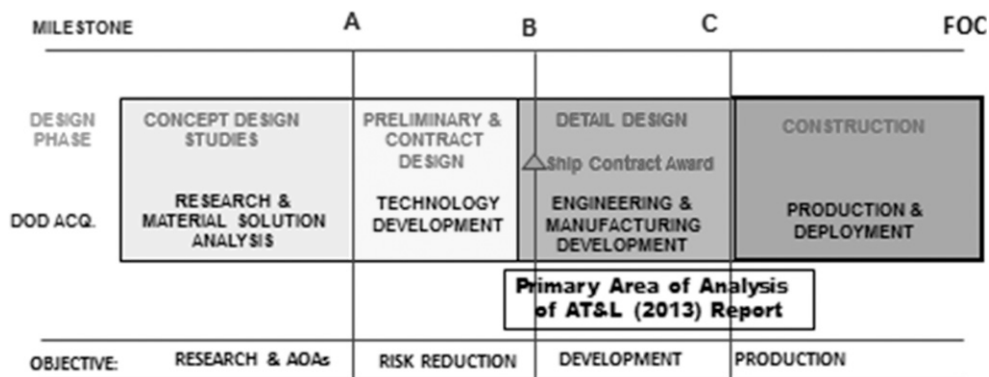 MILESTONE A B C FOC
DESIGN
PHASE
CONCEPT DESIGN
STUDIES
PRELIMINARY &
CONTRACT
DESIGN
DETAIL DESIGN
Ship Contract Award
CONSTRUCTION
DOD ACQ.
RESEARCH &
MATERIAL SOLUTION
ANALYSIS
TECHNOLOGY
DEVELOPMENT
ENGINEERING &
MANUFACTURING
DEVELOPMENT
PRODUCTION &
DEPLOYMENT
Primary Area of Analysis
of AT&L (2013) Report
OBJECTIVE: RESEARCH & AOAs RISK REDUCTION DEVELOPMENT PRODUCTION